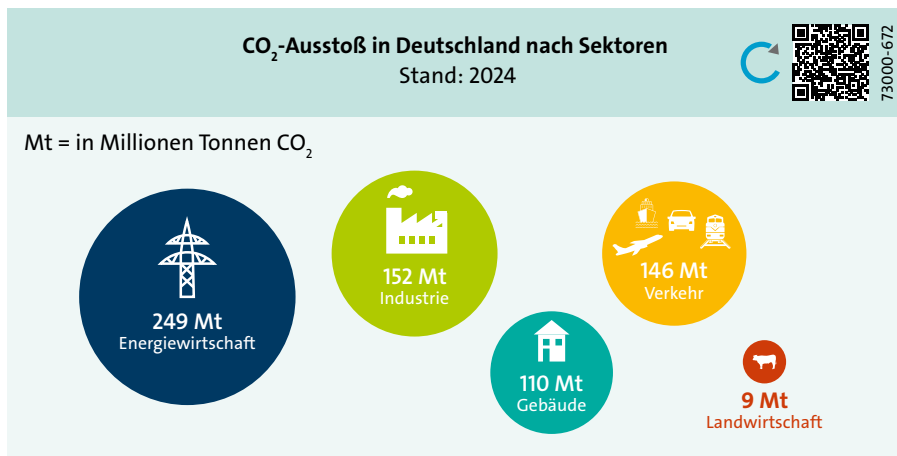 CO₂-Ausstoß in Deutschland nach Sektoren
Stand: 2024
73000-672
Mt = in Millionen Tonnen CO₂
249 Mt
Energiewirtschaft
152 Mt
Industrie
110 Mt
Gebäude
146 Mt
Verkehr
9 Mt
Landwirtschaft